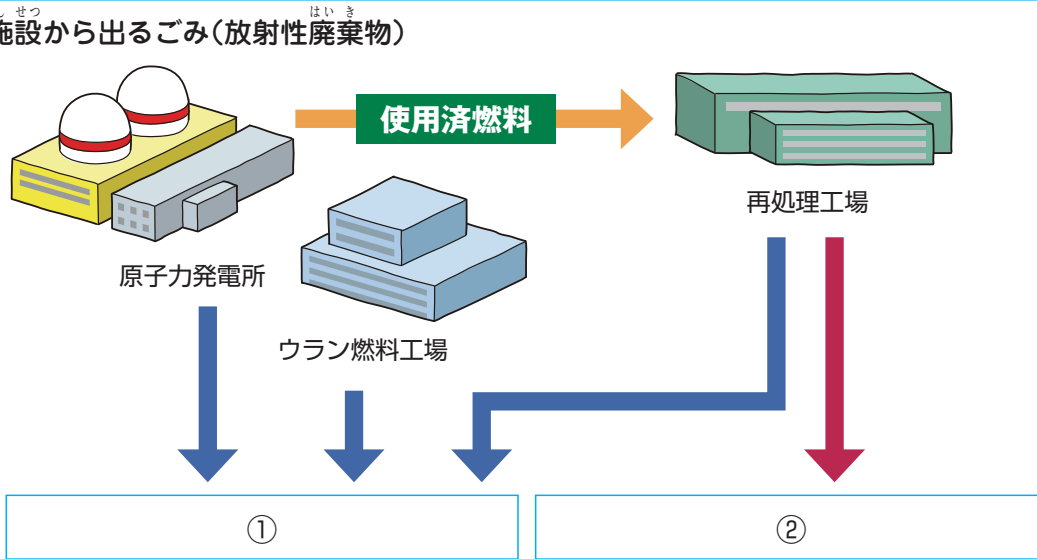 施設から出るごみ(放射性廃棄物)
使用済燃料
再処理工場
原子力発電所
ウラン燃料工場
①
②